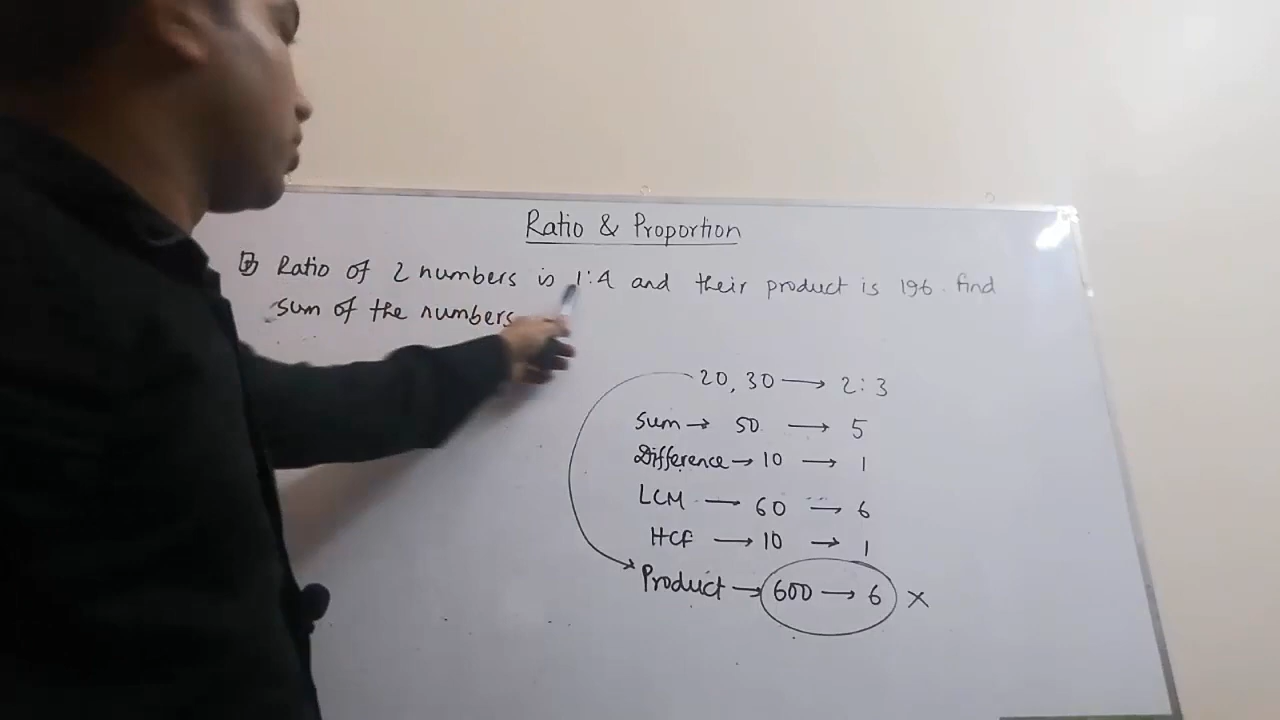 Ratio & Proportion
Ratio of 2 numbers is 1:4 and their product is 196. find
sum of the numbers
20, 30 → 2:3
Sum → 50 → 5
Difference → 10 → 1
LCM → 60 → 6
HCF → 10 → 1
Product → 600 → 6 ×